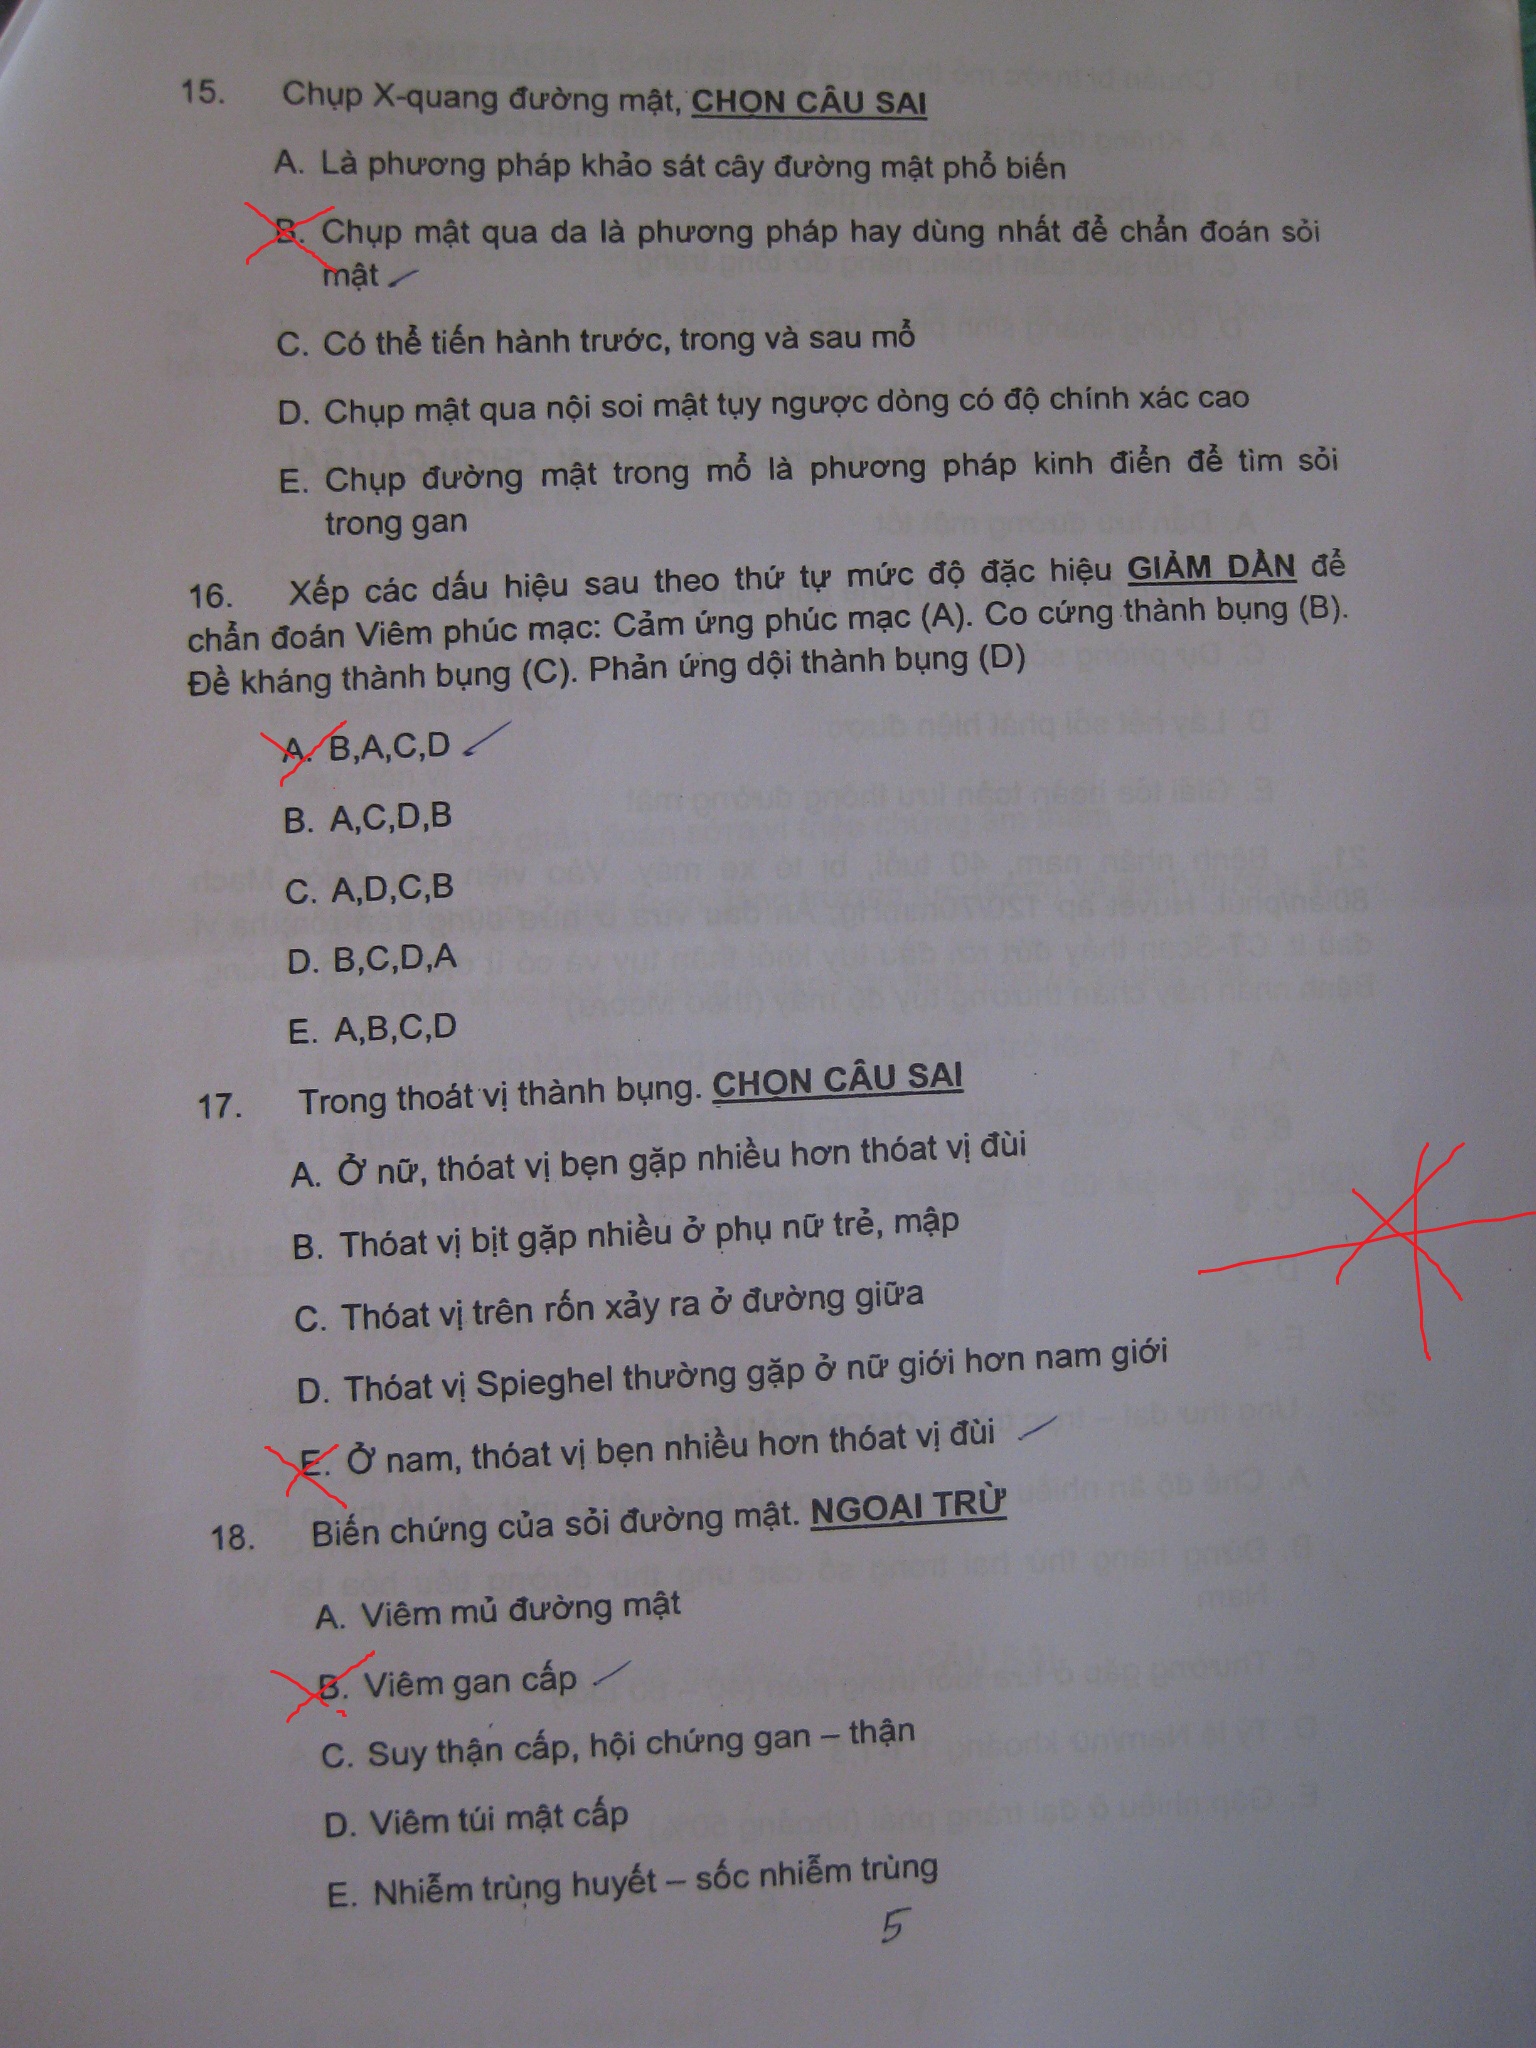 15. Chụp X-quang đường mật, CHỌN CÂU SAI
A. Là phương pháp khảo sát cây đường mật phổ biến
B. Chụp mật qua da là phương pháp hay dùng nhất để chẩn đoán sỏi
mật
C. Có thể tiến hành trước, trong và sau mổ
D. Chụp mật qua nội soi mật tụy ngược dòng có độ chính xác cao
E. Chụp đường mật trong mổ là phương pháp kinh điển để tìm sỏi
trong gan
16. Xếp các dấu hiệu sau theo thứ tự mức độ đặc hiệu GIẢM DẦN để
chẩn đoán Viêm phúc mạc: Cảm ứng phúc mạc (A). Co cứng thành bụng (B).
Đề kháng thành bụng (C). Phản ứng dội thành bụng (D)
A. B,A,C,D
B. A,C,D,B
C. A,D,C,B
D. B,C,D,A
E. A,B,C,D
17. Trong thoát vị thành bụng. CHỌN CÂU SAI
A. Ở nữ, thóat vị bẹn gặp nhiều hơn thóat vị đùi
B. Thóat vị bịt gặp nhiều ở phụ nữ trẻ, mập
C. Thóat vị trên rốn xảy ra ở đường giữa
D. Thóat vị Spieghel thường gặp ở nữ giới hơn nam giới
E. Ở nam, thóat vị bẹn nhiều hơn thóat vị đùi
18. Biến chứng của sỏi đường mật. NGOẠI TRỪ
A. Viêm mủ đường mật
B. Viêm gan cấp
C. Suy thận cấp, hội chứng gan – thận
D. Viêm túi mật cấp
E. Nhiễm trùng huyết – sốc nhiễm trùng
5